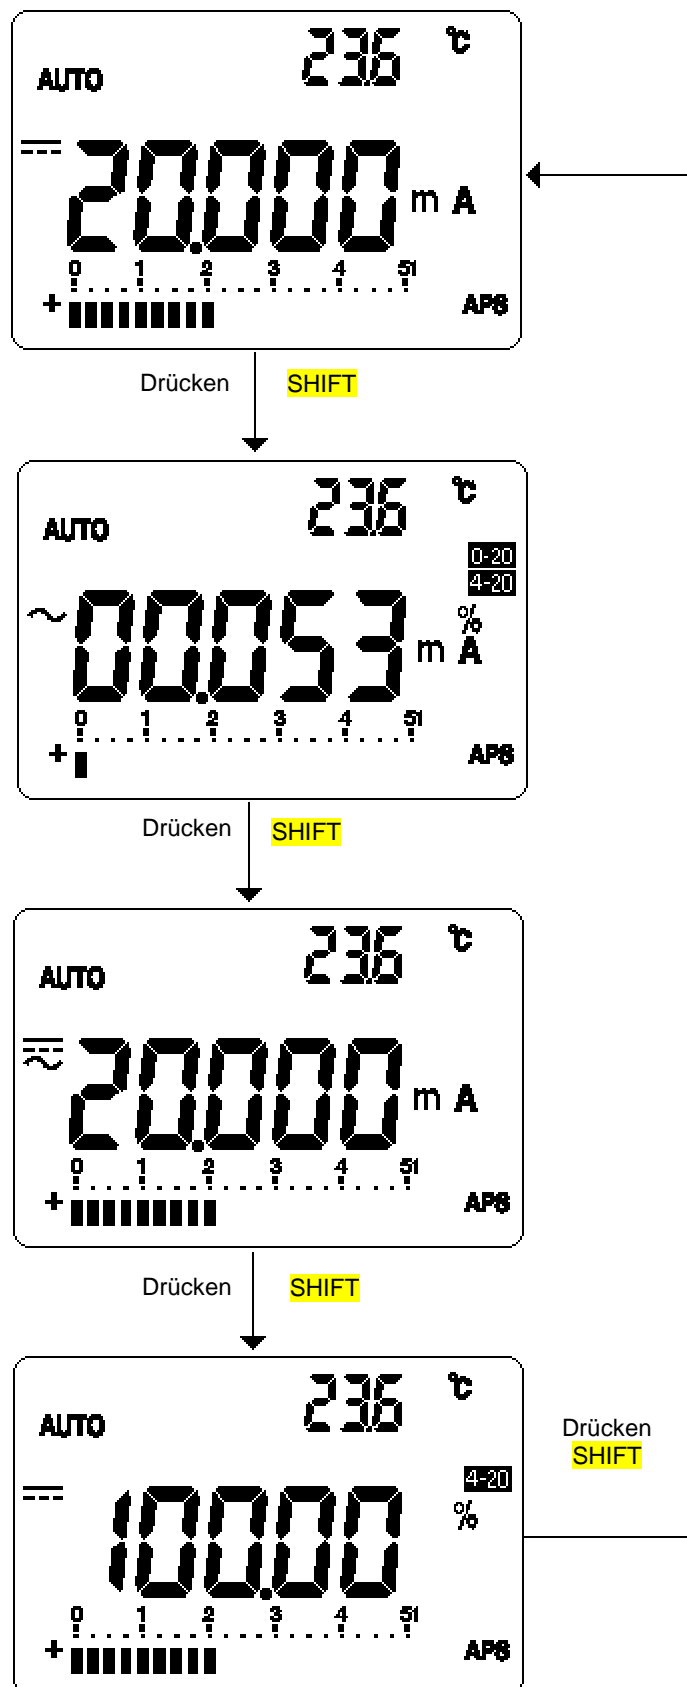 23.6 ℃
AUTO
20.000 m A
0 1 2 3 4 51
+ APS
Drücken SHIFT
23.6 ℃
AUTO
0-20
4-20
%
00.053 m A
0 1 2 3 4 51
+ APS
Drücken SHIFT
23.6 ℃
AUTO
20.000 m A
0 1 2 3 4 51
+ APS
Drücken SHIFT
23.6 ℃
AUTO
Drücken
SHIFT
4-20
%
100.00
0 1 2 3 4 51
+ APS